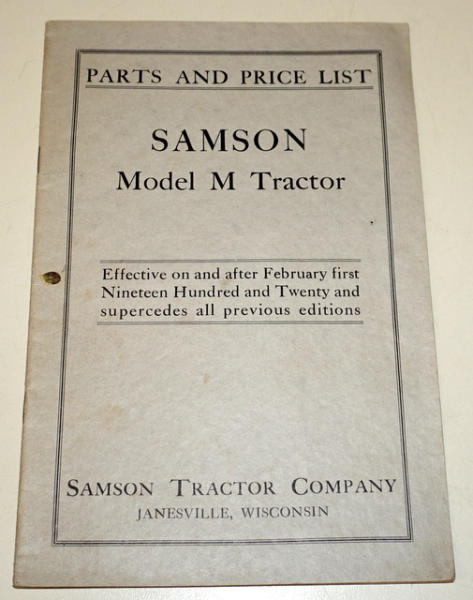 PARTS AND PRICE LIST
SAMSON
Model M Tractor
Effective on and after February first
Nineteen Hundred and Twenty and
supercedes all previous editions
SAMSON TRACTOR COMPANY
JANESVILLE, WISCONSIN